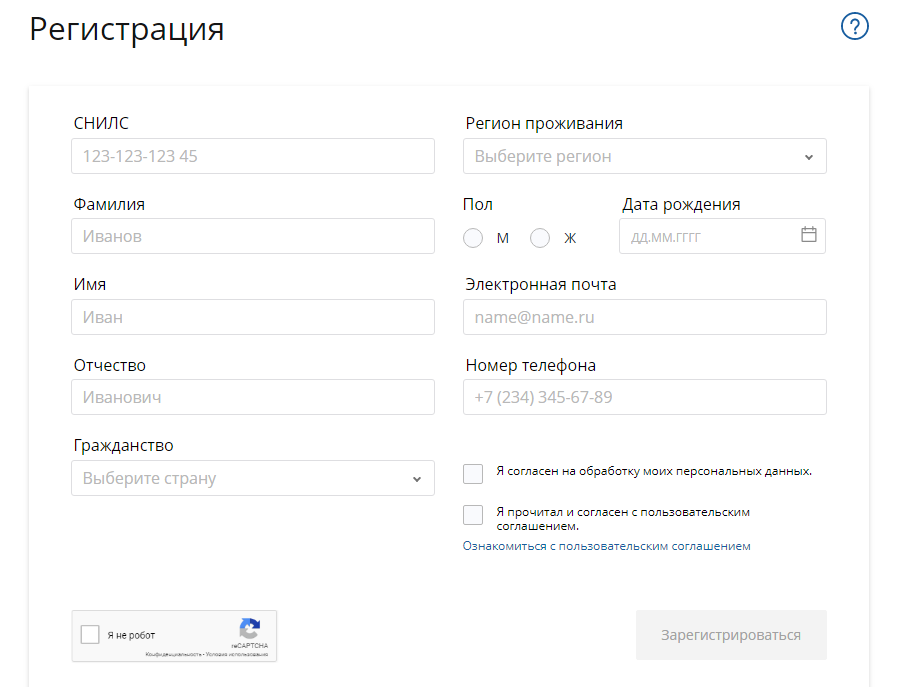 Регистрация
?
СНИЛС
123-123-123 45
Фамилия
Иванов
Имя
Иван
Отчество
Иванович
Гражданство
Выберите страну
Регион проживания
Выберите регион
Пол
М Ж
Дата рождения
ДД.ММ.ГГГГ
Электронная почта
name@name.ru
Номер телефона
+7 (234) 345-67-89
Я согласен на обработку моих персональных данных.
Я прочитал и согласен с пользовательским
соглашением.
Ознакомиться с пользовательским соглашением
Я не робот
reCAPTCHA
Конфиденциальность • Условия использования
Зарегистрироваться